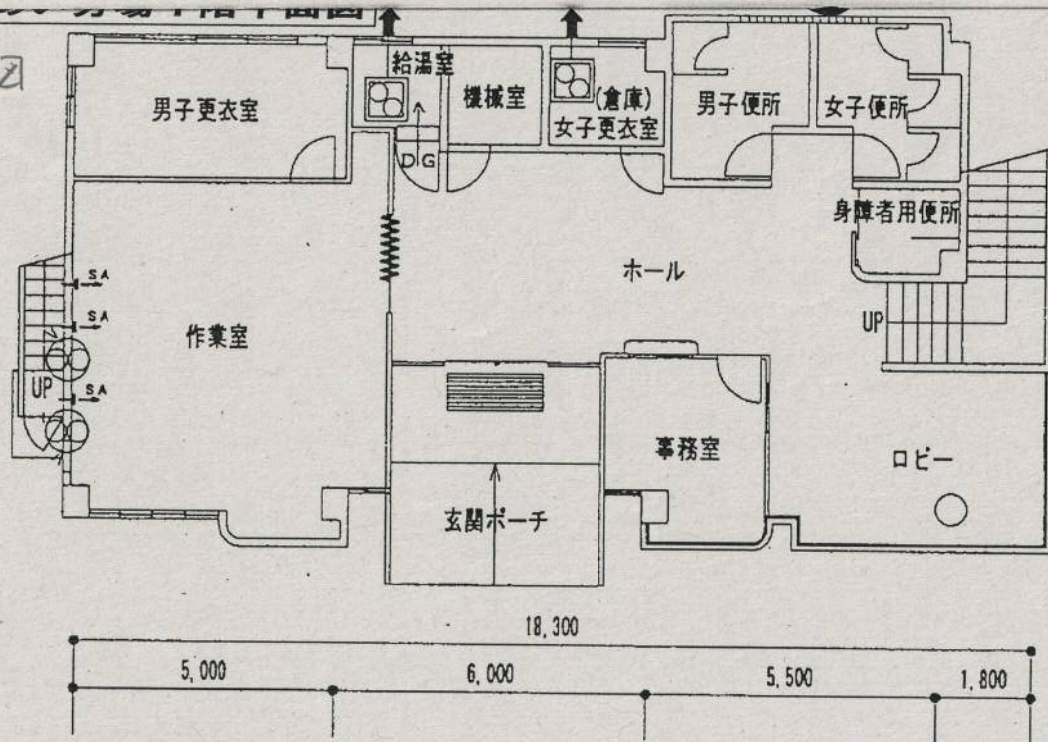 給湯室
男子更衣室
機械室
(倉庫)
女子更衣室
男子便所
女子便所
DG
身障者用便所
ホール
SA
SA
作業室
UP
UP
SA
事務室
ロビー
玄関ポーチ
18,300
5,000
6,000
5,500
1,800